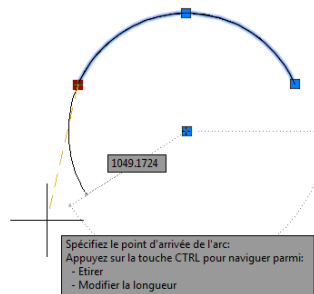 1049.1724
Spécifiez le point d'arrivée de l'arc:
Appuyez sur la touche CTRL pour naviguer parmi:
- Etirer
- Modifier la longueur